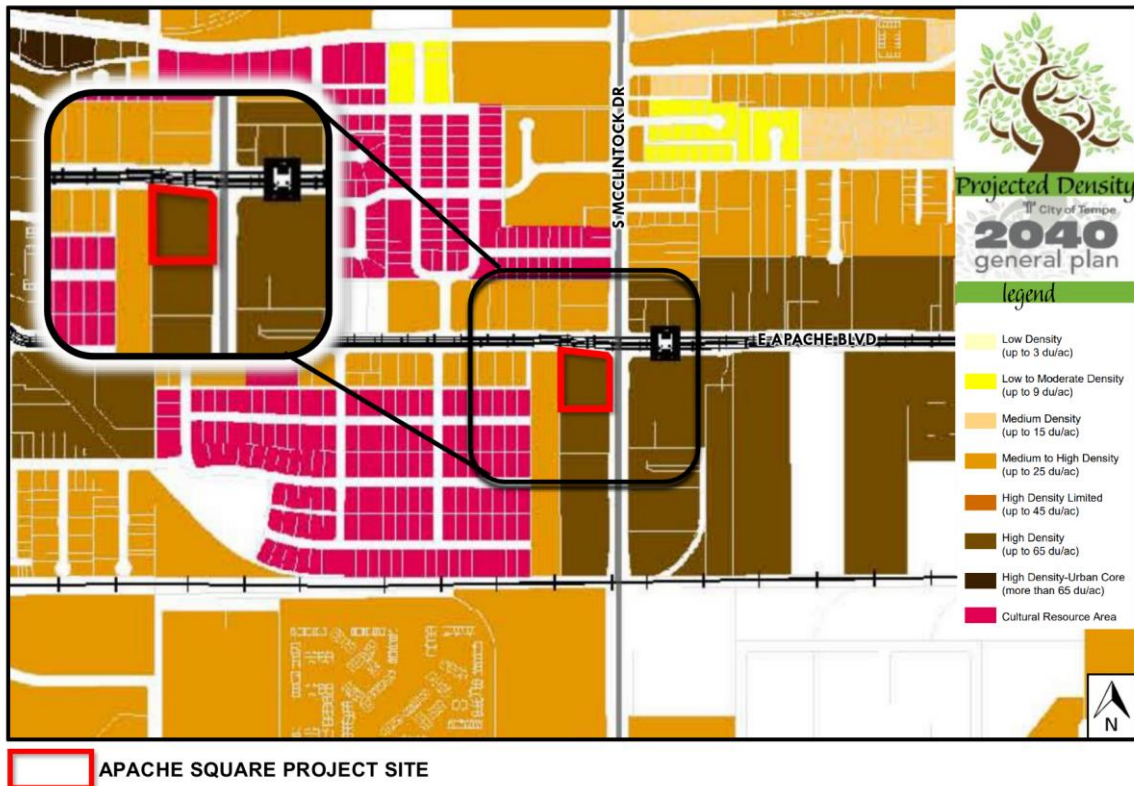 S MCCLINTOCK DR
E APACHE BLVD
Projected Density
City of Tempe
2040
general plan
legend
Low Density
(up to 3 du/ac)
Low to Moderate Density
(up to 9 du/ac)
Medium Density
(up to 15 du/ac)
Medium to High Density
(up to 25 du/ac)
High Density Limited
(up to 45 du/ac)
High Density
(up to 65 du/ac)
High Density-Urban Core
(more than 65 du/ac)
Cultural Resource Area
N
APACHE SQUARE PROJECT SITE